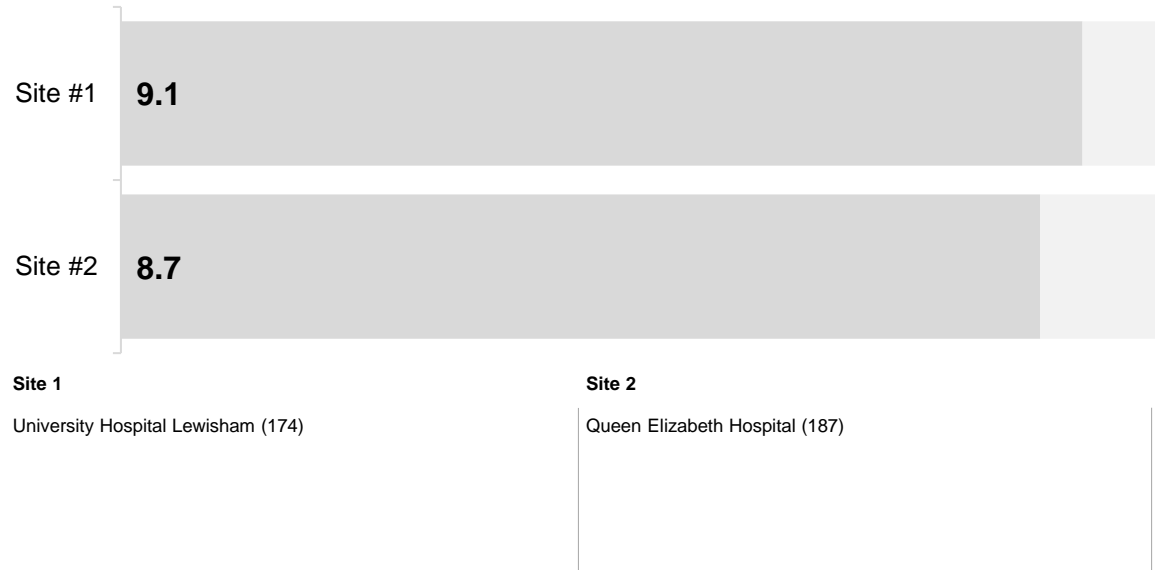 Site #1 9.1
Site #2 8.7
Site 1
University Hospital Lewisham (174)
Site 2
Queen Elizabeth Hospital (187)